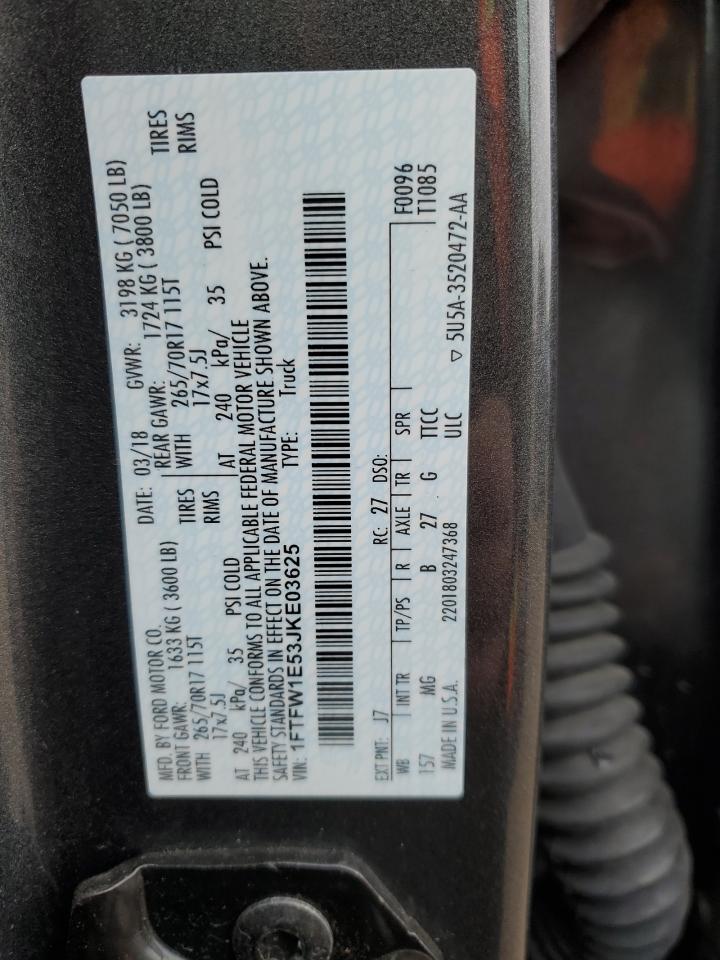 MFD. BY FORD MOTOR CO. DATE: 03/18 GVWR: 3198 KG ( 7050 LB)
FRONT GAWR: 1633 KG ( 3600 LB) REAR GAWR: 1724 KG ( 3800 LB)
WITH 265/70R17 115T TIRES WITH 265/70R17 115T TIRES
17x7.5J RIMS 17x7.5J RIMS
AT 240 kPa/ 35 PSI COLD AT 240 kPa/ 35 PSI COLD
THIS VEHICLE CONFORMS TO ALL APPLICABLE FEDERAL MOTOR VEHICLE
SAFETY STANDARDS IN EFFECT ON THE DATE OF MANUFACTURE SHOWN ABOVE.
VIN: 1FTFW1E53JKE03625 TYPE: Truck
EXT PNT: J7 RC: 27 DSO: F0096
WB INT TR TP/PS R AXLE TR SPR T1085
157 MG B 27 G TTCC
MADE IN U.S.A. 2201803247368 ULC ▽ 5U5A-3520472-AA